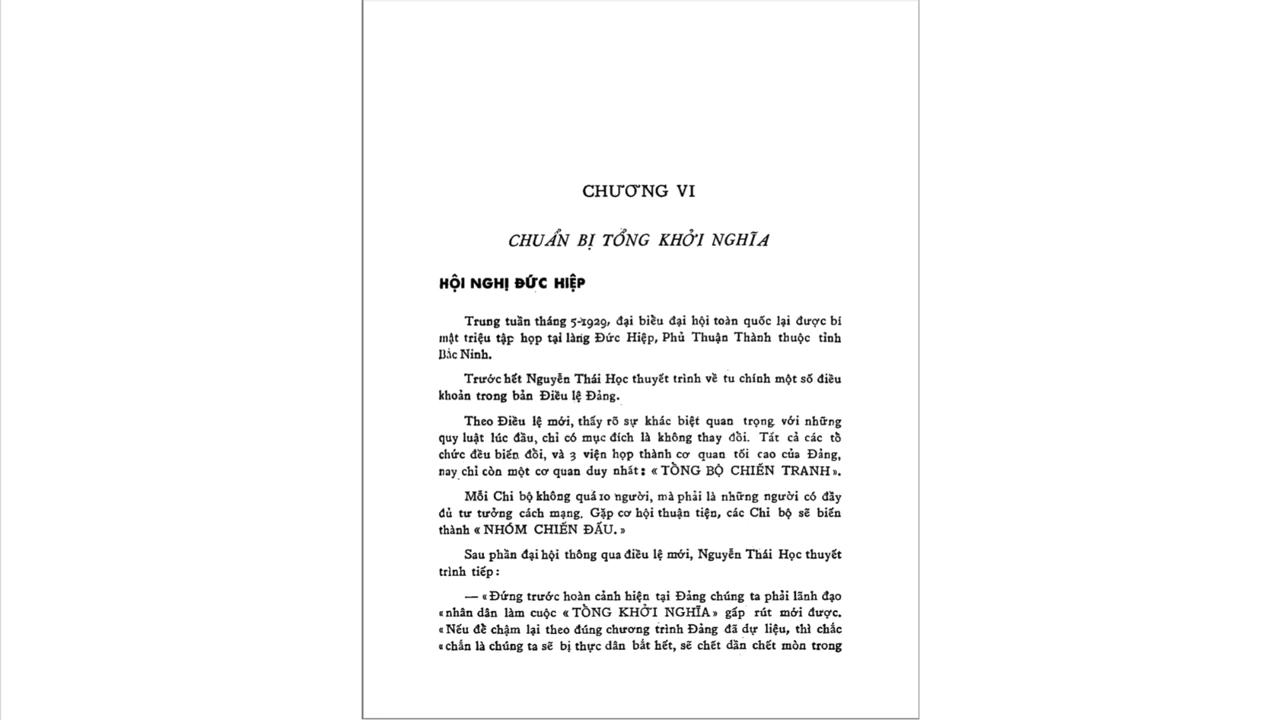 CHƯƠNG VI
CHUẨN BỊ TỔNG KHỞI NGHĨA
HỘI NGHỊ ĐỨC HIỆP
Trung tuần tháng 5-1929, đại biểu đại hội toàn quốc lại được bí
mật triệu tập họp tại làng Đức Hiệp, Phủ Thuận Thành thuộc tỉnh
Bắc Ninh.
Trước hết Nguyễn Thái Học thuyết trình về tu chính một số điều
khoản trong bản Điều lệ Đảng.
Theo Điều lệ mới, thấy rõ sự khác biệt quan trọng với những
quy luật lúc đầu, chỉ có mục đích là không thay đổi. Tất cả các tổ
chức đều biến đổi, và 3 viện họp thành cơ quan tối cao của Đảng,
nay chỉ còn một cơ quan duy nhất : « TỔNG BỘ CHIẾN TRANH ».
Mỗi Chi bộ không quá 10 người, mà phải là những người có đầy
đủ tư tưởng cách mạng. Gặp cơ hội thuận tiện, các Chi bộ sẽ biến
thành « NHÓM CHIẾN ĐẤU. »
Sau phần đại hội thông qua điều lệ mới, Nguyễn Thái Học thuyết
trình tiếp :
— « Đứng trước hoàn cảnh hiện tại Đảng chúng ta phải lãnh đạo
« nhân dân làm cuộc « TỔNG KHỞI NGHĨA » gấp rút mới được.
« Nếu để chậm lại theo đúng chương trình Đảng đã dự liệu, thì chắc
« chắn là chúng ta sẽ bị thực dân bắt hết, sẽ chết dần chết mòn trong